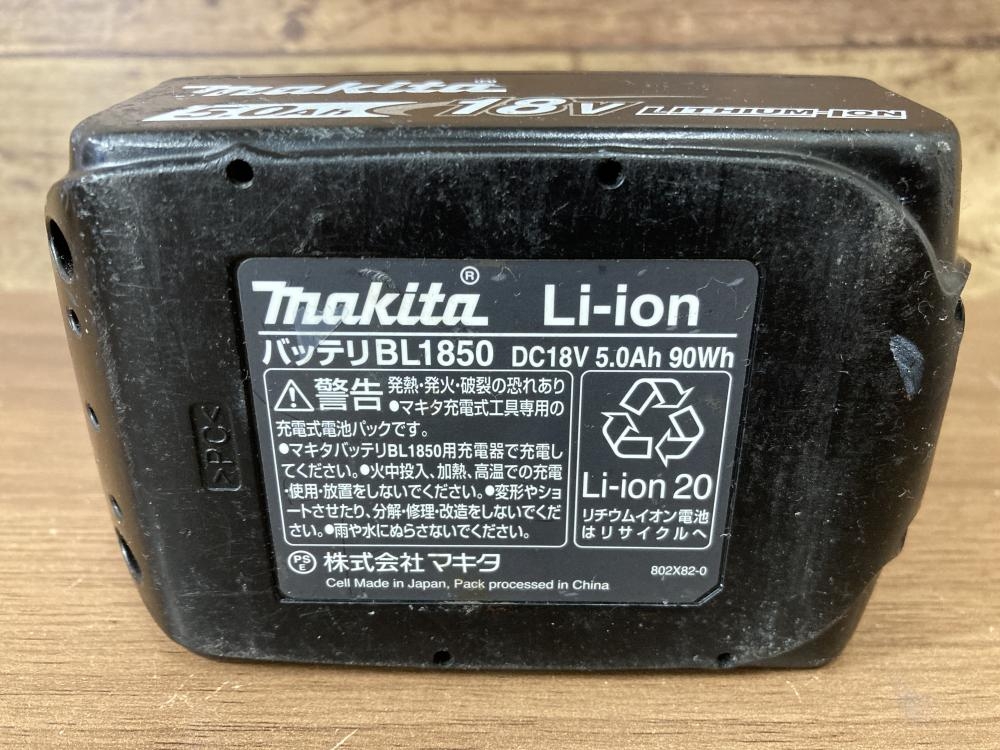 makita
5.0Ah 18V LITHIUM-ION
makita® Li-ion
バッテリBL1850 DC18V 5.0Ah 90Wh
警告 発熱・発火・破裂の恐れあり
●マキタ充電式工具専用の
充電式電池パックです。
●マキタバッテリBL1850用充電器で充電し
てください。●火中投入、加熱、高温での充電
・使用・放置をしないでください。●変形やショ
ートさせたり、分解・修理・改造をしないでくだ
さい。●雨や水にぬらさないでください。
Li-ion 20
リチウムイオン電池
はリサイクルへ
PSE 株式会社マキタ
802X82-0
Cell Made in Japan, Pack processed in China
>PC<